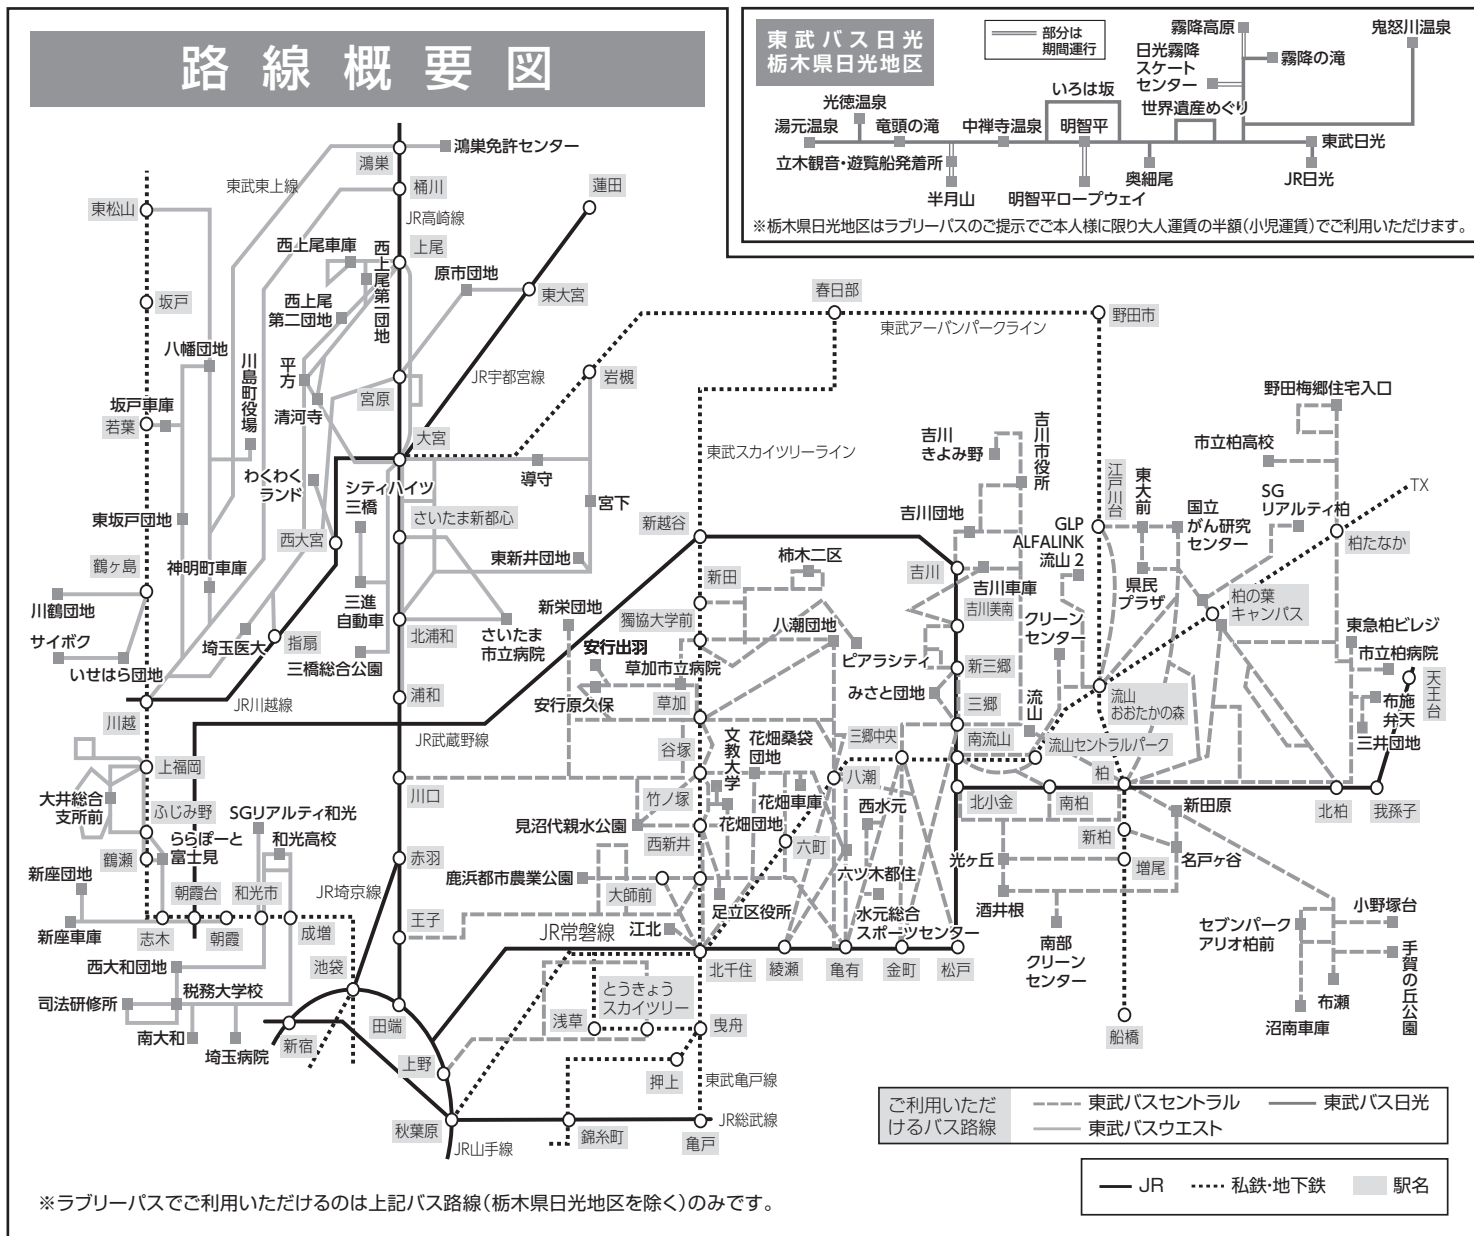 路線概要図
東武バス日光
栃木県日光地区
部分は
期間運行
霧降高原
鬼怒川温泉
日光霧降
スケート
センター
霧降の滝
いろは坂
世界遺産めぐり
光徳温泉
湯元温泉
竜頭の滝
中禅寺温泉
明智平
東武日光
立木観音・遊覧船発着所
奥細尾
JR日光
半月山
明智平ロープウェイ
※栃木県日光地区はラブリーパスのご提示でご本人様に限り大人運賃の半額(小児運賃)でご利用いただけます。
鴻巣
鴻巣免許センター
東武東上線
桶川
蓮田
東松山
JR高崎線
西上尾車庫
西上尾第一団地
上尾
原市団地
東大宮
坂戸
西上尾
第二団地
春日部
野田市
東武アーバンパークライン
八幡団地
川島町役場
平方
清河寺
宮原
JR宇都宮線
岩槻
坂戸車庫
若葉
大宮
東武スカイツリーライン
吉川
きよみ野
吉川市役所
野田梅郷住宅入口
市立柏高校
わくわく
ランド
シティハイツ
三橋
導守
宮下
江戸川台
東大前
国立
がん研究
センター
SG
リアルティ柏
TX
東坂戸団地
さいたま新都心
新越谷
吉川団地
GLP
ALFALINK
流山2
柏たなか
西大宮
東新井団地
柿木二区
鶴ヶ島
神明町車庫
新田
吉川
吉川車庫
県民
プラザ
柏の葉
キャンパス
川鶴団地
三進
自動車
新栄団地
獨協大学前
八潮団地
吉川美南
クリーン
センター
サイボク
埼玉医大
指扇
北浦和
さいたま
市立病院
安行出羽
草加市立病院
ピアラシティ
新三郷
東急柏ビレジ
市立柏病院
いせはら団地
三橋総合公園
浦和
安行原久保
草加
みさと団地
三郷
流山
流山
おおたかの森
天王台
布施
弁天
三井団地
JR川越線
川越
JR武蔵野線
谷塚
文教大学
花畑桑袋
団地
三郷中央
南流山
流山セントラルパーク
上福岡
大井総合
支所前
ふじみ野
川口
竹ノ塚
花畑車庫
八潮
西水元
北小金
南柏
柏
北柏
我孫子
SGリアルティ和光
ららぽーと
富士見
和光高校
見沼代親水公園
西新井
花畑団地
六町
新柏
新田原
鶴瀬
赤羽
光ヶ丘
増尾
名戸ヶ谷
新座団地
朝霞台
和光市
JR埼京線
鹿浜都市農業公園
大師前
足立区役所
六ツ木都住
酒井根
小野塚台
新座車庫
志木
朝霞
成増
王子
JR常磐線
江北
水元総合
スポーツセンター
南部
クリーン
センター
セブンパーク
アリオ柏前
手賀の丘公園
西大和団地
池袋
北千住
綾瀬
亀有
金町
松戸
布瀬
司法研修所
税務大学校
田端
とうきょう
スカイツリー
浅草
曳舟
船橋
沼南車庫
南大和
埼玉病院
新宿
上野
押上
東武亀戸線
秋葉原
JR山手線
錦糸町
亀戸
JR総武線
ご利用いただ
けるバス路線
東武バスセントラル
東武バス日光
東武バスウエスト
JR
私鉄・地下鉄
駅名
※ラブリーパスでご利用いただけるのは上記バス路線(栃木県日光地区を除く)のみです。